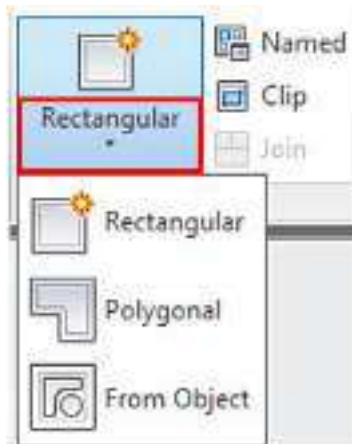 Rectangular
Named
Clip
Join
Rectangular
Polygonal
From Object